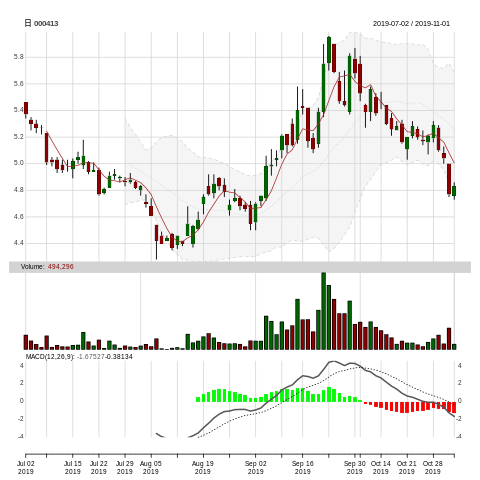 日 000413
2019-07-02 / 2019-11-01
5.8
5.6
5.4
5.2
5.0
4.8
4.6
4.4
Volume: 494,296
MACD(12,26,9): -1.67527-0.38134
4 4
2 2
0 0
-2 -2
-4 -4
Jul 02 Jul 15 Jul 22 Jul 29 Aug 05 Aug 19 Sep 02 Sep 16 Sep 30 Oct 14 Oct 21 Oct 28
2019 2019 2019 2019 2019 2019 2019 2019 2019 2019 2019 2019